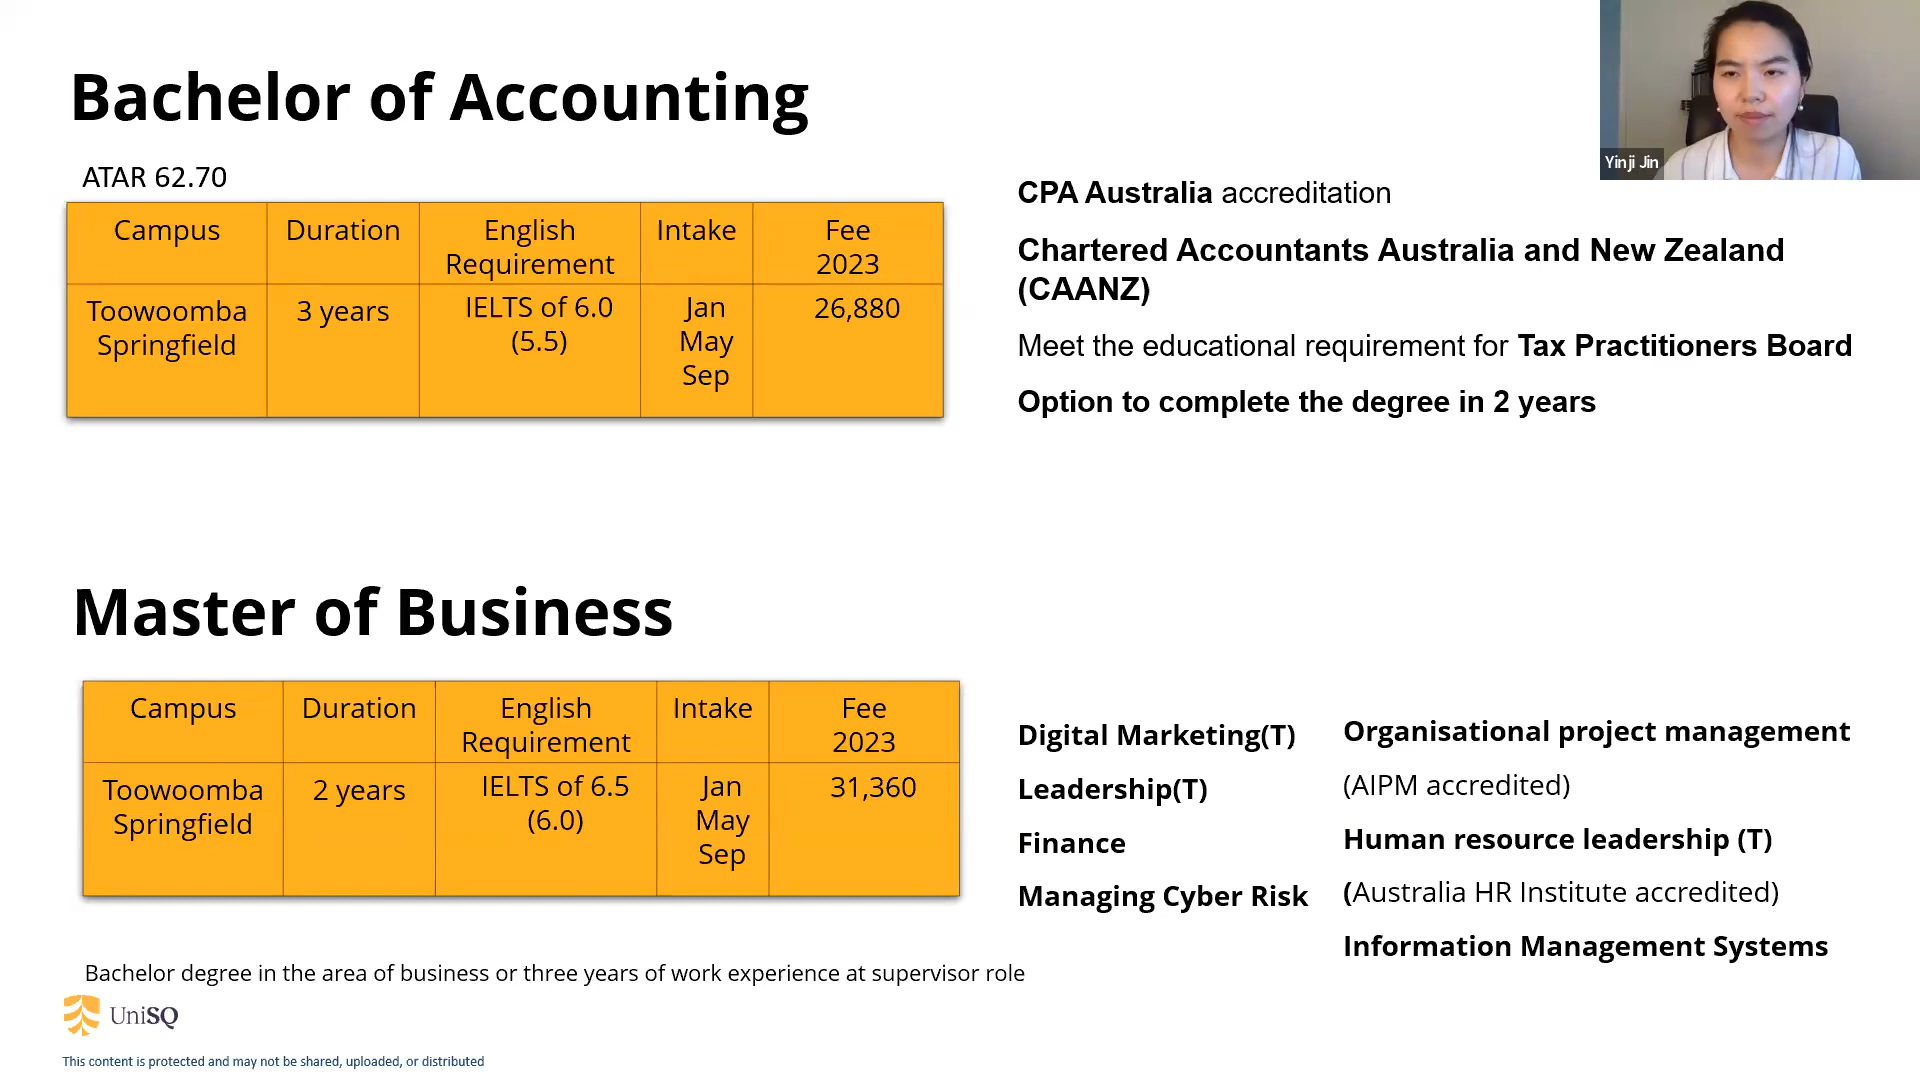 Bachelor of Accounting
Yinji Jin
ATAR 62.70
Campus Duration English Requirement Intake Fee 2023
Toowoomba Springfield 3 years IELTS of 6.0 (5.5) Jan May Sep 26,880
CPA Australia accreditation
Chartered Accountants Australia and New Zealand
(CAANZ)
Meet the educational requirement for Tax Practitioners Board
Option to complete the degree in 2 years
Master of Business
Campus Duration English Requirement Intake Fee 2023
Toowoomba Springfield 2 years IELTS of 6.5 (6.0) Jan May Sep 31,360
Digital Marketing(T)
Leadership(T)
Finance
Managing Cyber Risk
Organisational project management
(AIPM accredited)
Human resource leadership (T)
(Australia HR Institute accredited)
Information Management Systems
Bachelor degree in the area of business or three years of work experience at supervisor role
UniSQ
This content is protected and may not be shared, uploaded, or distributed